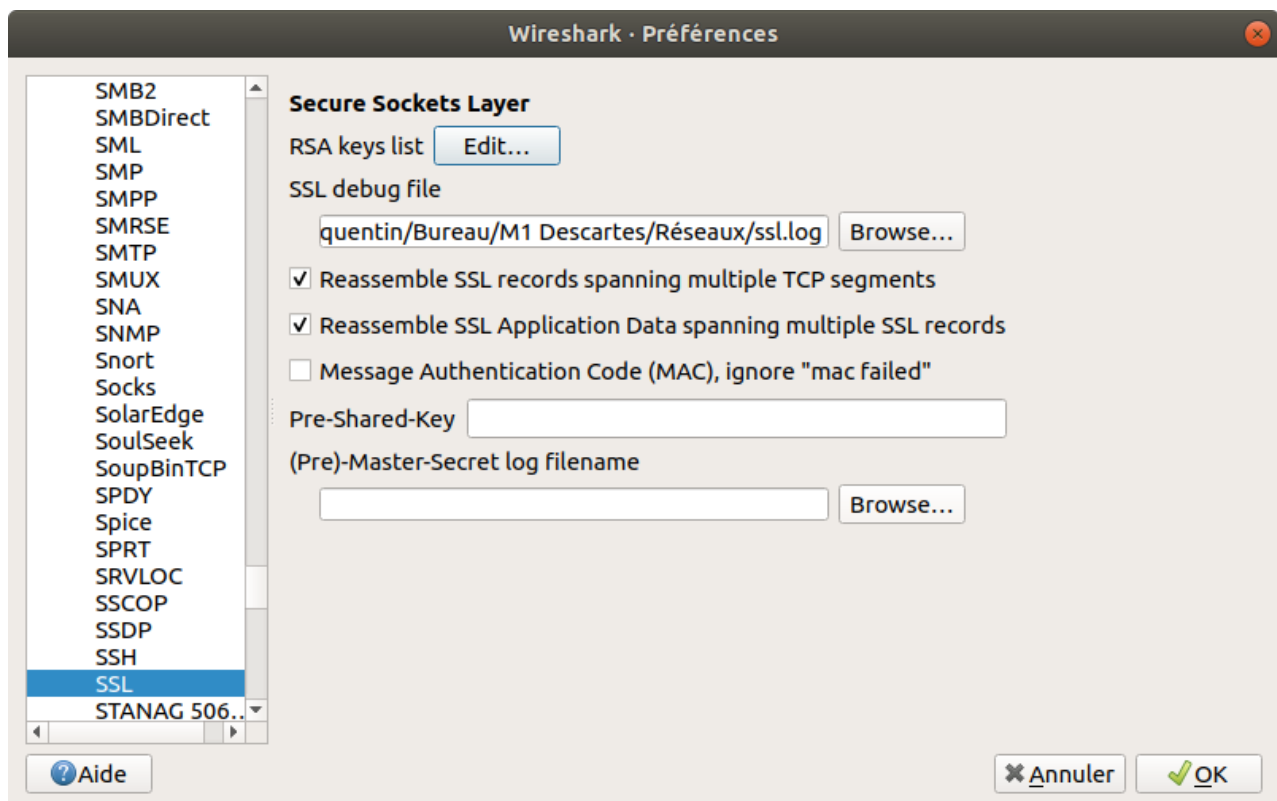 Wireshark · Préférences
SMB2
SMBDirect
SML
SMP
SMPP
SMRSE
SMTP
SMUX
SNA
SNMP
Snort
Socks
SolarEdge
SoulSeek
SoupBinTCP
SPDY
Spice
SPRT
SRVLOC
SSCOP
SSDP
SSH
SSL
STANAG 506..
Secure Sockets Layer
RSA keys list Edit...
SSL debug file
quentin/Bureau/M1 Descartes/Réseaux/ssl.log Browse...
Reassemble SSL records spanning multiple TCP segments
Reassemble SSL Application Data spanning multiple SSL records
Message Authentication Code (MAC), ignore "mac failed"
Pre-Shared-Key
(Pre)-Master-Secret log filename
Browse...
Aide Annuler OK